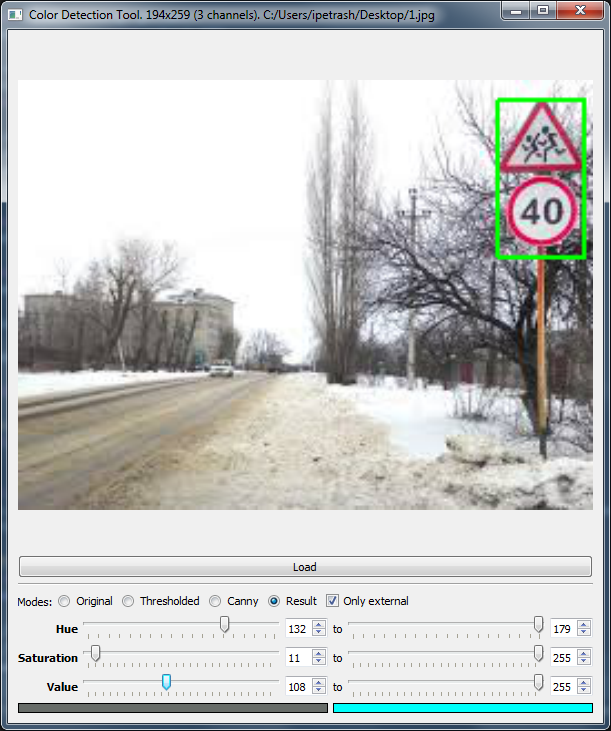 Color Detection Tool. 194x259 (3 channels). C:/Users/ipetrash/Desktop/1.jpg
40
Load
Modes: Original Thresholded Canny Result Only external
Hue 132 to 179
Saturation 11 to 255
Value 108 to 255